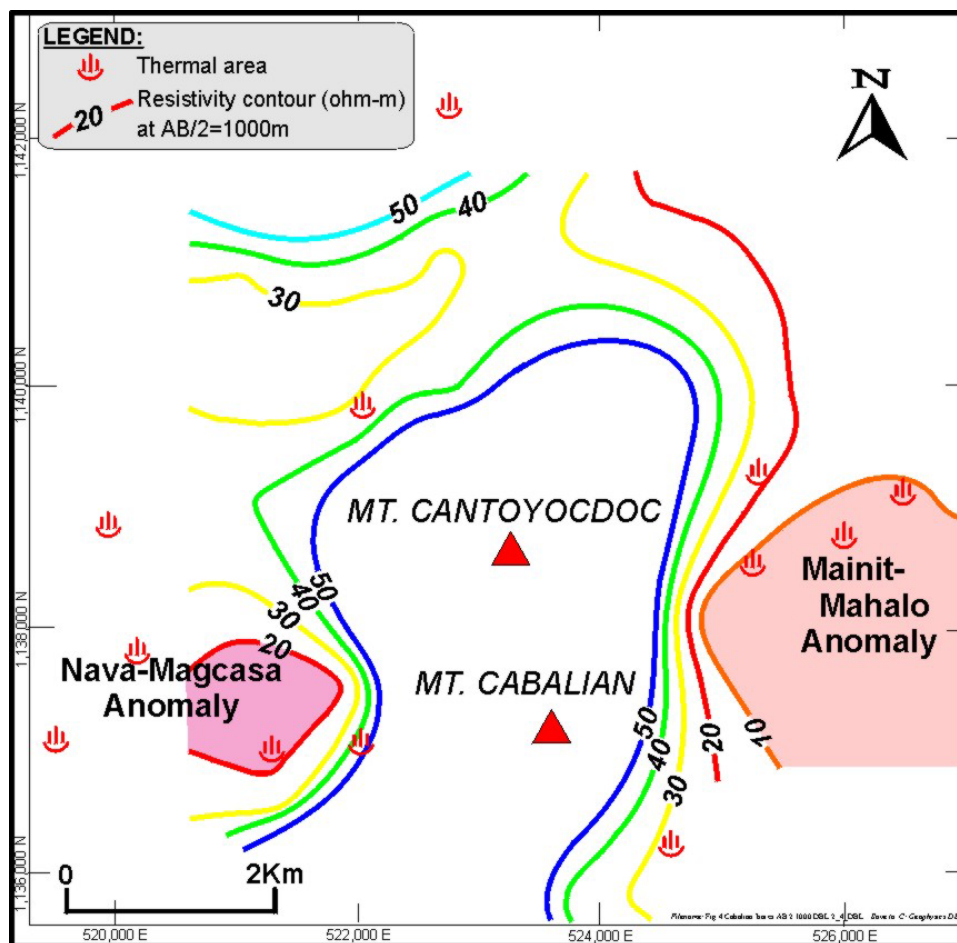 LEGEND:
Thermal area
20
Resistivity contour (ohm-m)
at AB/2=1000m
N
1,142,000 N
50
40
30
1,140,000 N
MT. CANTOYOCDOC
50
40
30
20
Mainit-
Mahalo
Anomaly
1,138,000 N
Nava-Magcasa
Anomaly
MT. CABALIAN
50
40
30
20
10
1,136,000 N
0
2Km
520,000 E
522,000 E
524,000 E
526,000 E